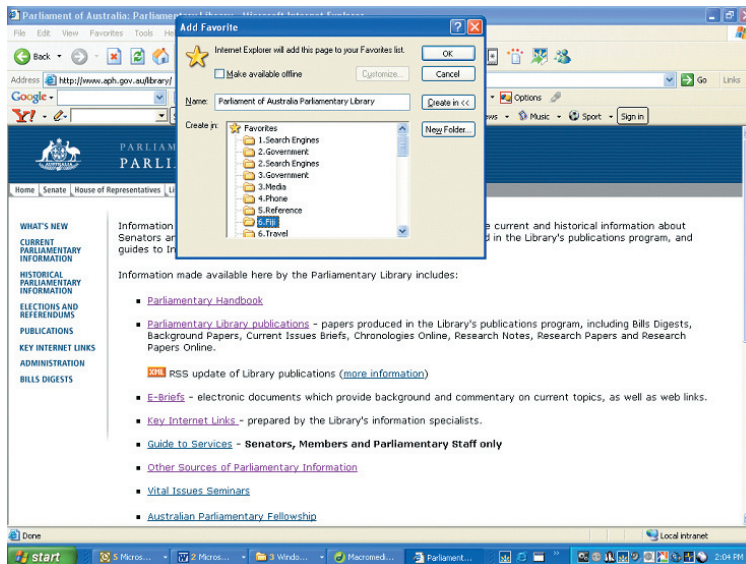 Parliament of Australia: Parliamentary Library - Microsoft Internet Explorer
File Edit View Favorites Tools
Back
Address http://www.aph.gov.au/library/
Go Links
Google
Options
Y!
Music Sport Sign in
Add Favorite
Internet Explorer will add this page to your Favorites list.
OK
Make available offline Customize... Cancel
Name: Parliament of Australia Parliamentary Library Create in <<
Create in: Favorites New Folder...
1.Search Engines
2.Government
2.Search Engines
3.Government
3.Media
4.Phone
5.Reference
6.Fiji
6.Travel
AUSTRALIA
PARLIAM
PARLI
Home Senate House of Representatives
WHAT'S NEW
CURRENT
PARLIAMENTARY
INFORMATION
HISTORICAL
PARLIAMENTARY
INFORMATION
ELECTIONS AND
REFERENDUMS
PUBLICATIONS
KEY INTERNET LINKS
ADMINISTRATION
BILLS DIGESTS
Information e current and historical information about
Senators ar d in the Library's publications program, and
guides to In
Information made available here by the Parliamentary Library includes:
Parliamentary Handbook
Parliamentary Library publications - papers produced in the Library's publications program, including Bills Digests,
Background Papers, Current Issues Briefs, Chronologies Online, Research Notes, Research Papers and Research
Papers Online.
XML RSS update of Library publications (more information)
E-Briefs - electronic documents which provide background and commentary on current topics, as well as web links.
Key Internet Links - prepared by the Library's information specialists.
Guide to Services - Senators, Members and Parliamentary Staff only
Other Sources of Parliamentary Information
Vital Issues Seminars
Australian Parliamentary Fellowship
Done Local intranet
start 5 Micros... 2 Micros... 3 Windo... Macromedi... Parliament... 2:04 PM